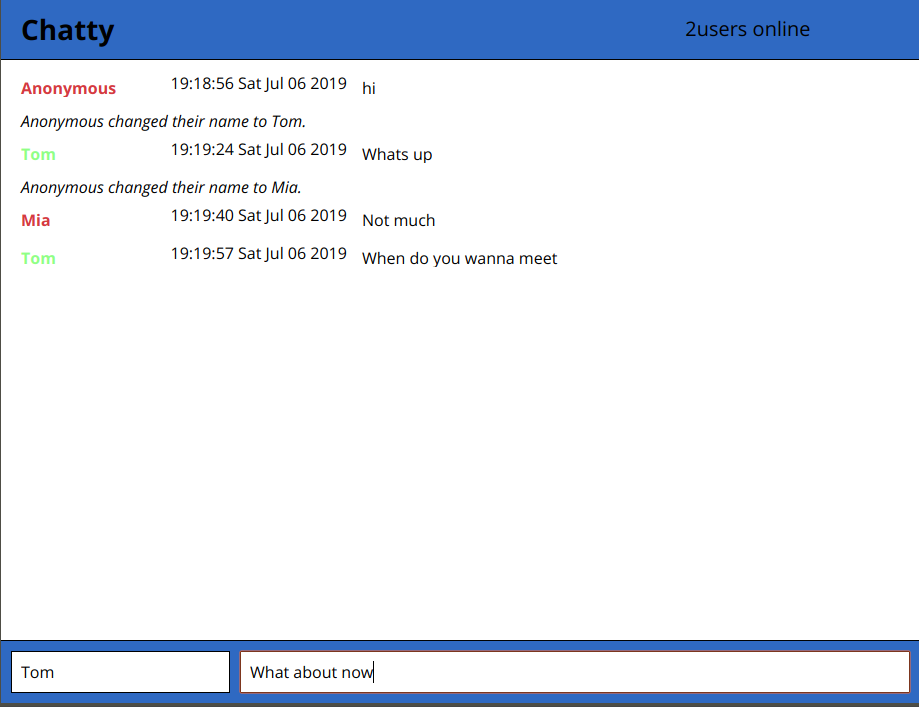 Chatty
2users online
Anonymous 19:18:56 Sat Jul 06 2019 hi
Anonymous changed their name to Tom.
Tom 19:19:24 Sat Jul 06 2019 Whats up
Anonymous changed their name to Mia.
Mia 19:19:40 Sat Jul 06 2019 Not much
Tom 19:19:57 Sat Jul 06 2019 When do you wanna meet
Tom
What about now